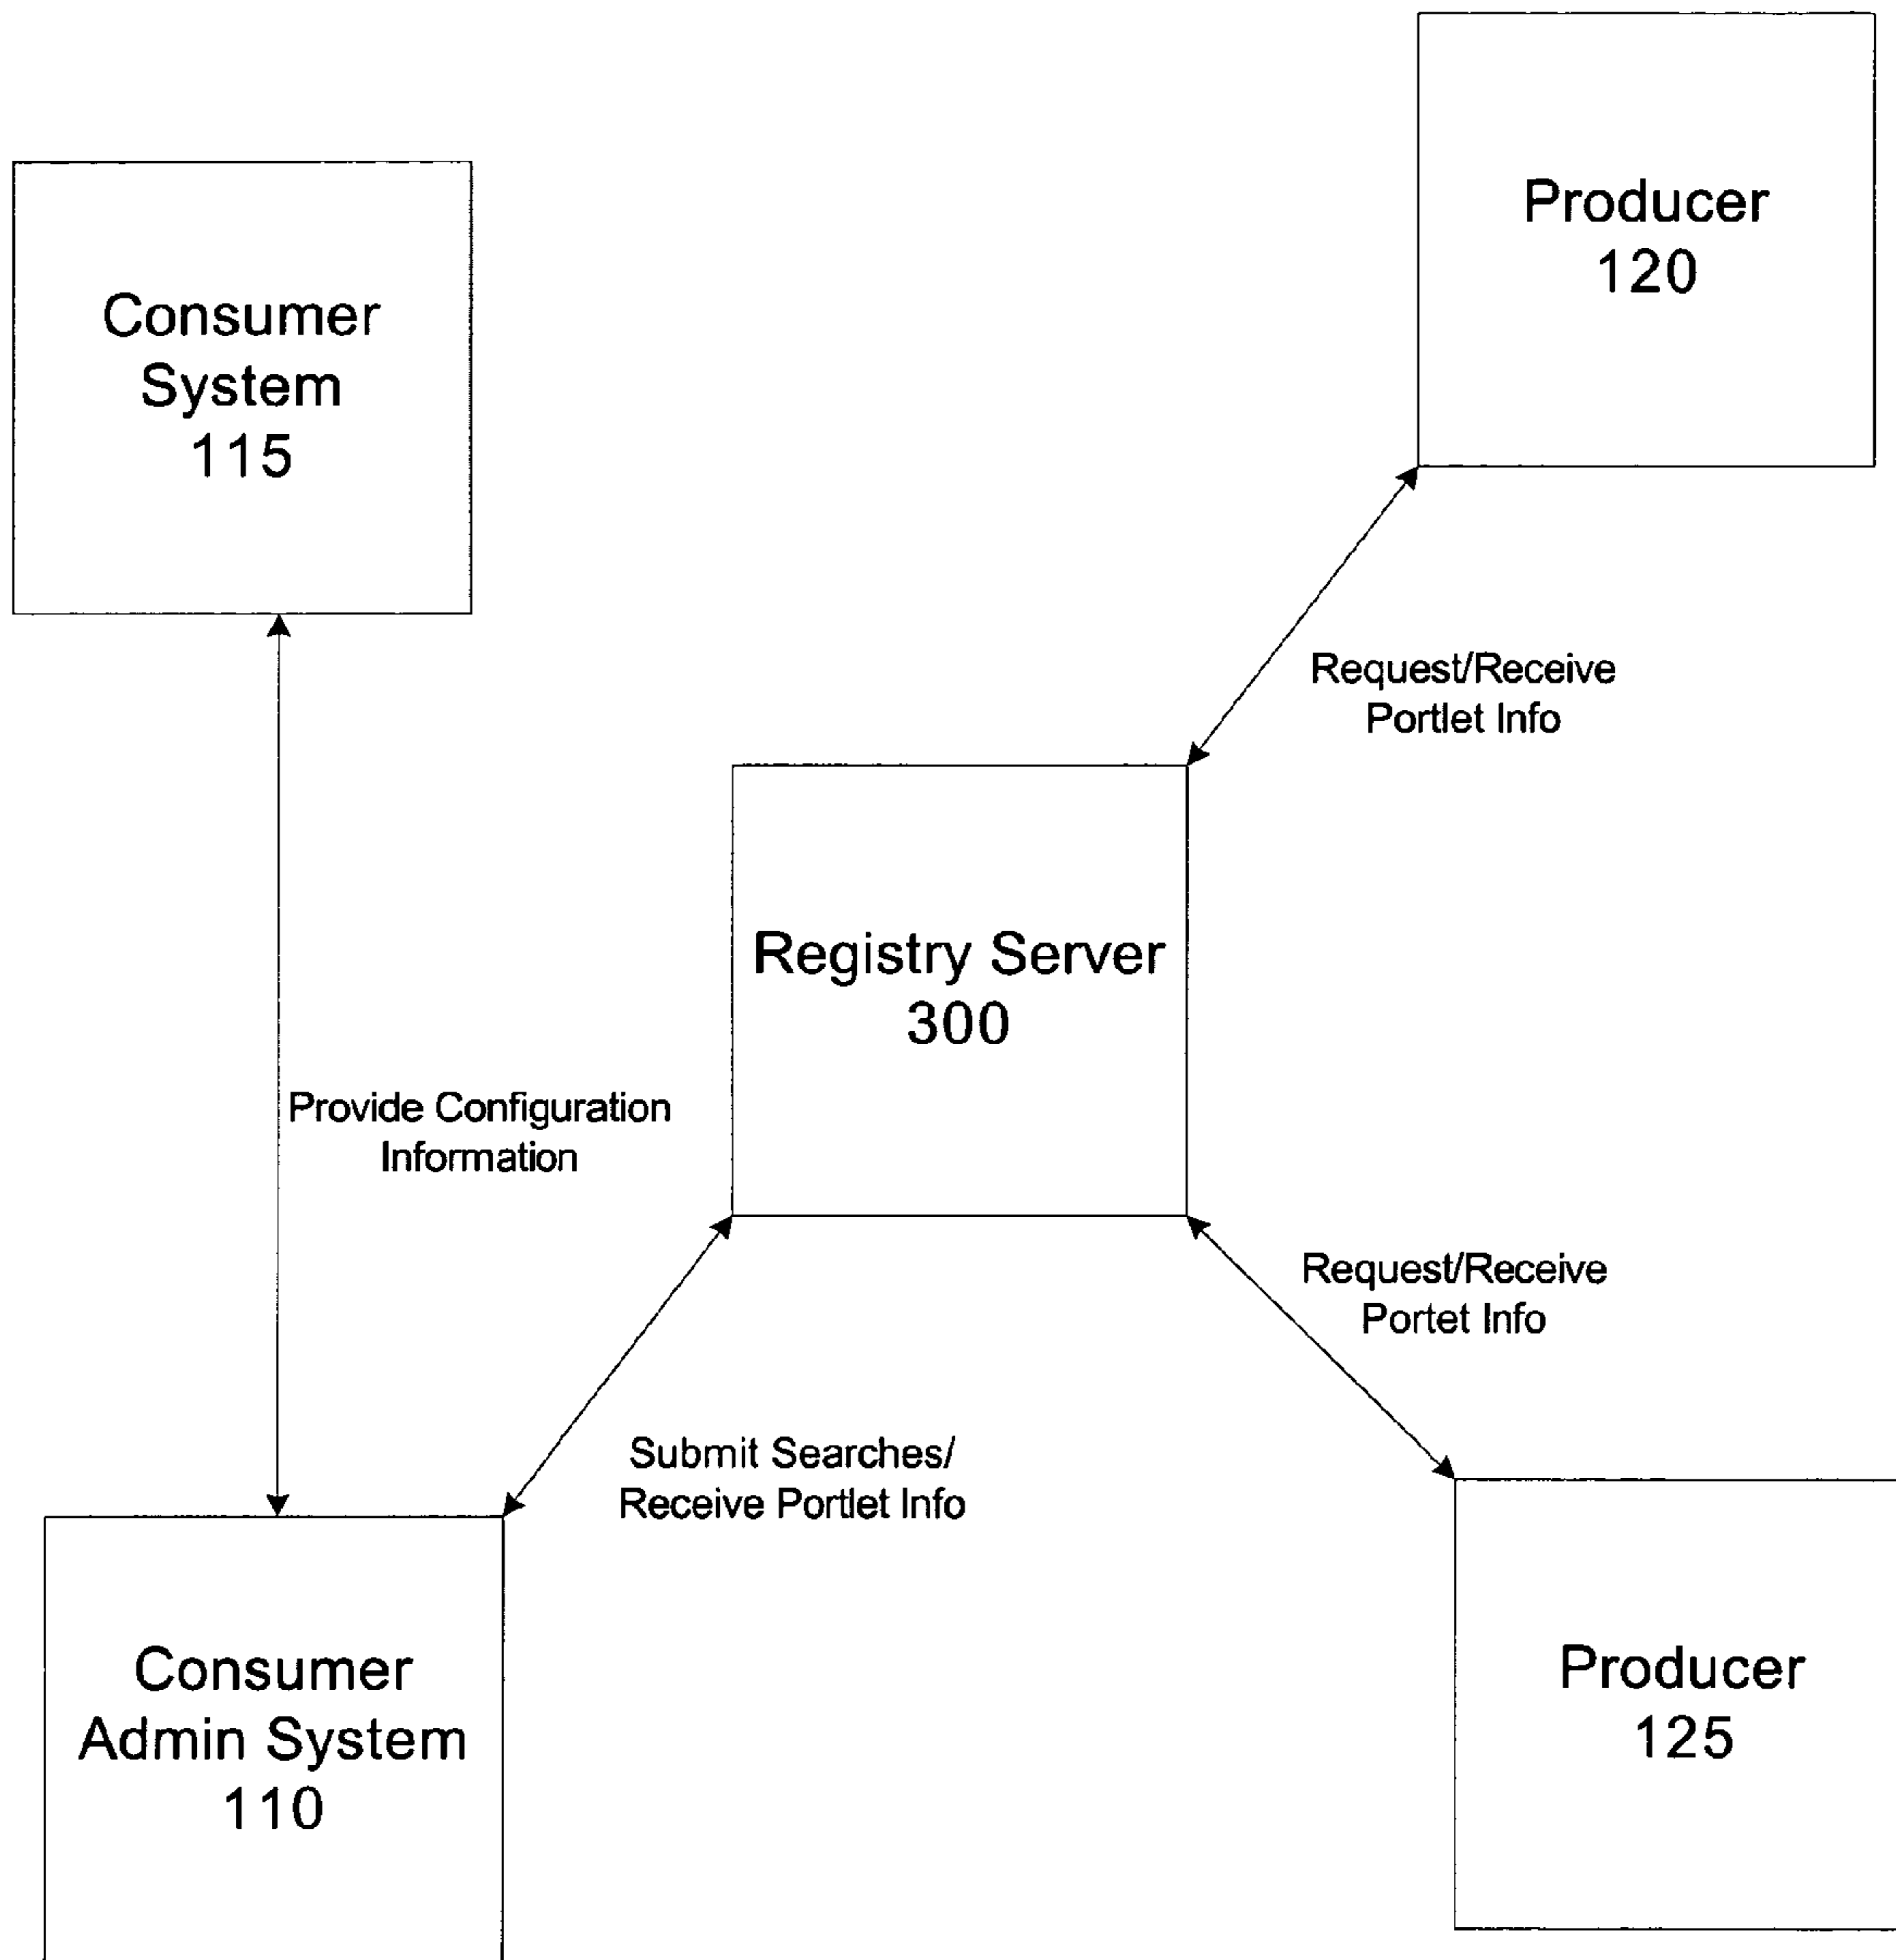 Producer
120
Consumer
System
115
Request/Receive
Portlet Info
Registry Server
300
Provide Configuration
Information
Request/Receive
Portet Info
Submit Searches/
Receive Portlet Info
Consumer
Admin System
110
Producer
125